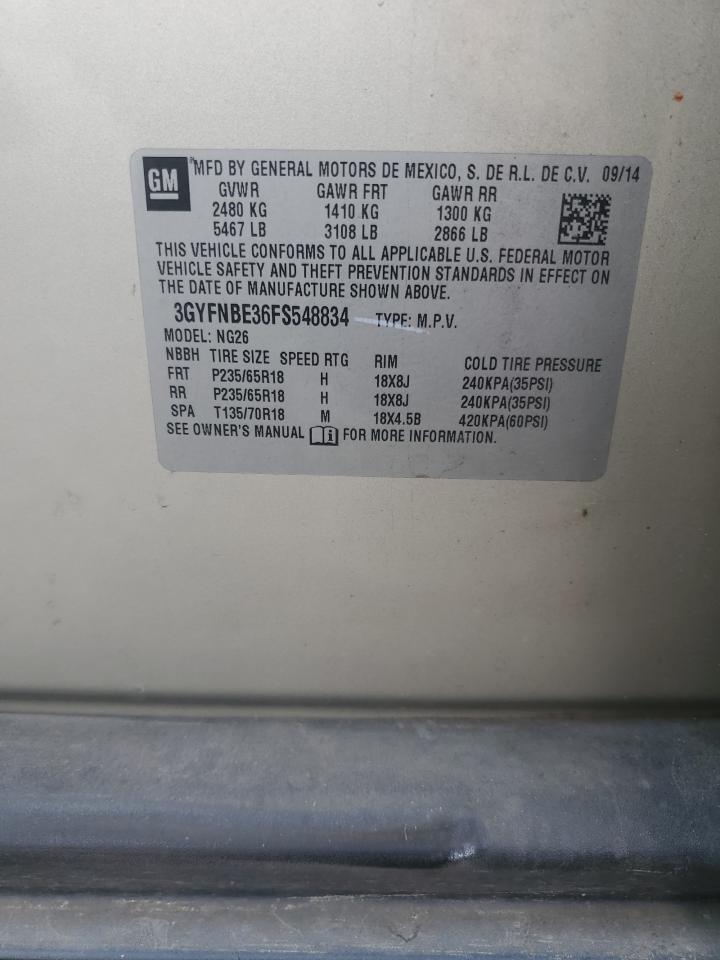 GM
® MFD BY GENERAL MOTORS DE MEXICO, S. DE R.L. DE C.V. 09/14
GVWR GAWR FRT GAWR RR
2480 KG 1410 KG 1300 KG
5467 LB 3108 LB 2866 LB
THIS VEHICLE CONFORMS TO ALL APPLICABLE U.S. FEDERAL MOTOR
VEHICLE SAFETY AND THEFT PREVENTION STANDARDS IN EFFECT ON
THE DATE OF MANUFACTURE SHOWN ABOVE.
3GYFNBE36FS548834 TYPE: M.P.V.
MODEL: NG26
NBBH TIRE SIZE SPEED RTG RIM COLD TIRE PRESSURE
FRT P235/65R18 H 18X8J 240KPA(35PSI)
RR P235/65R18 H 18X8J 240KPA(35PSI)
SPA T135/70R18 M 18X4.5B 420KPA(60PSI)
SEE OWNER'S MANUAL FOR MORE INFORMATION.